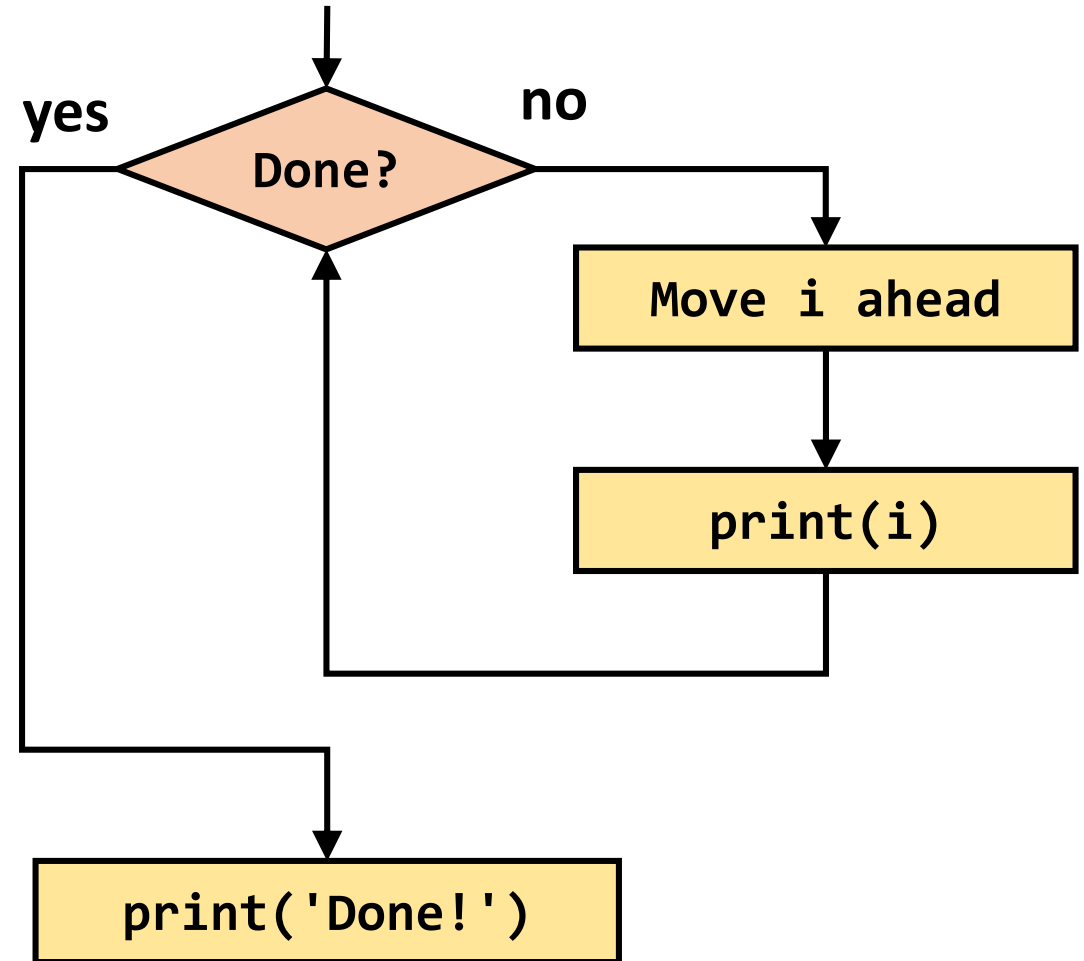 yes
no
Done?
Move i ahead
print(i)
print('Done!')